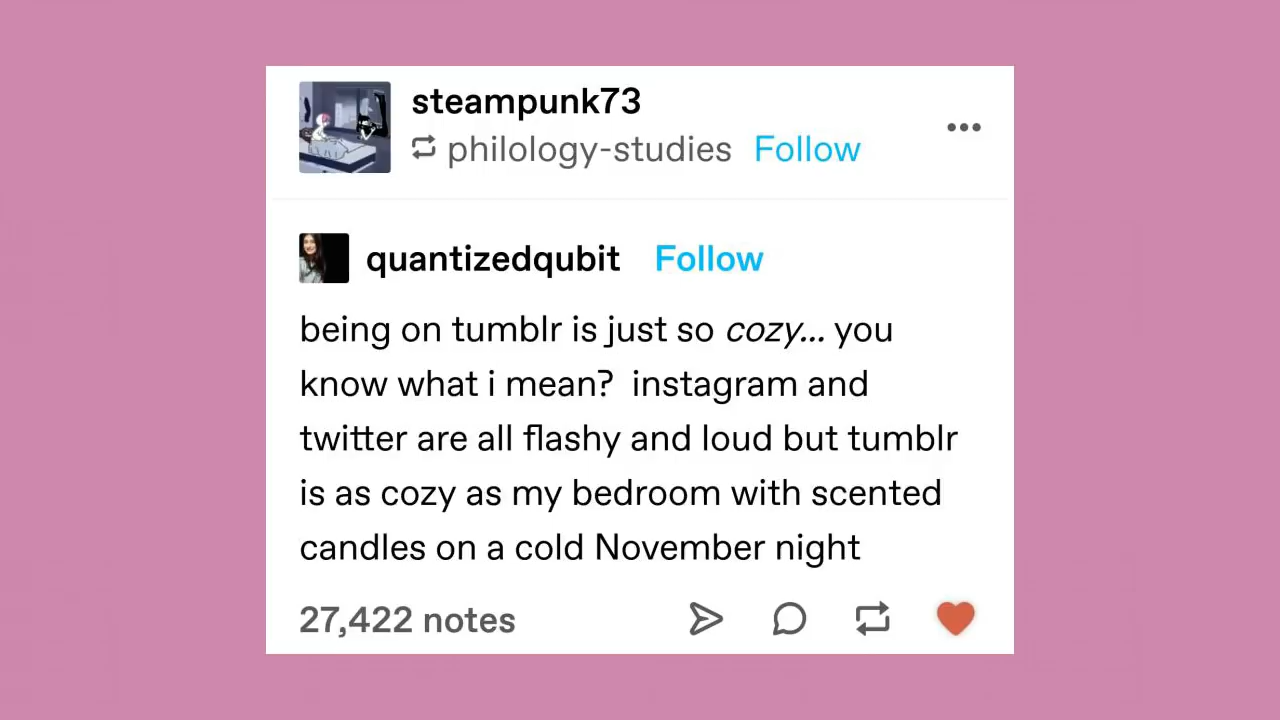 steampunk73
philology-studies Follow
quantizedqubit Follow
being on tumblr is just so cozy... you
know what i mean?  instagram and
twitter are all flashy and loud but tumblr
is as cozy as my bedroom with scented
candles on a cold November night
27,422 notes